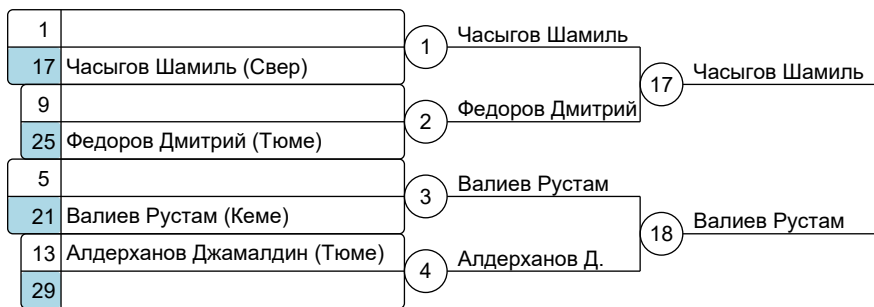 1
17 Часыгов Шамиль (Свер)
1
Часыгов Шамиль
9
25 Федоров Дмитрий (Тюме)
2
Федоров Дмитрий
17
Часыгов Шамиль
5
21 Валиев Рустам (Кеме)
3
Валиев Рустам
13 Алдерханов Джамалдин (Тюме)
29
4
Алдерханов Д.
18
Валиев Рустам